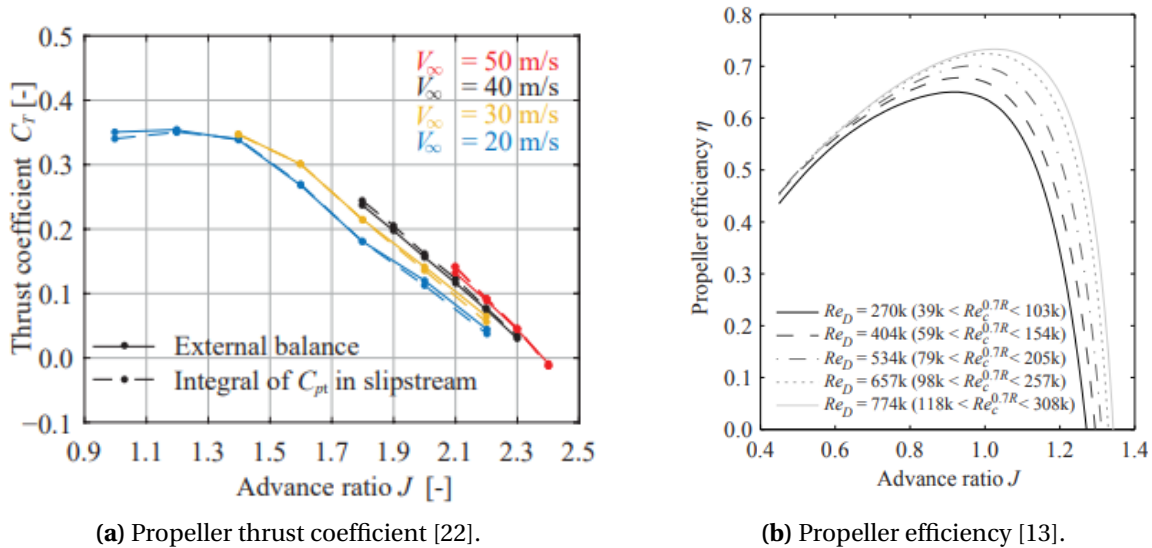 Thrust coefficient C_T [-]
0.5
0.4
0.3
0.2
0.1
0.0
−0.1
V∞ = 50 m/s
V∞ = 40 m/s
V∞ = 30 m/s
V∞ = 20 m/s
External balance
Integral of C_pt in slipstream
0.9 1.1 1.3 1.5 1.7 1.9 2.1 2.3 2.5
Advance ratio J [-]
(a) Propeller thrust coefficient [22].
Propeller efficiency η
0.8
0.7
0.6
0.5
0.4
0.3
0.2
0.1
0.0
Re_D = 270k (39k < Re_c^0.7R < 103k)
Re_D = 404k (59k < Re_c^0.7R < 154k)
Re_D = 534k (79k < Re_c^0.7R < 205k)
Re_D = 657k (98k < Re_c^0.7R < 257k)
Re_D = 774k (118k < Re_c^0.7R < 308k)
0.4 0.6 0.8 1.0 1.2 1.4
Advance ratio J
(b) Propeller efficiency [13].